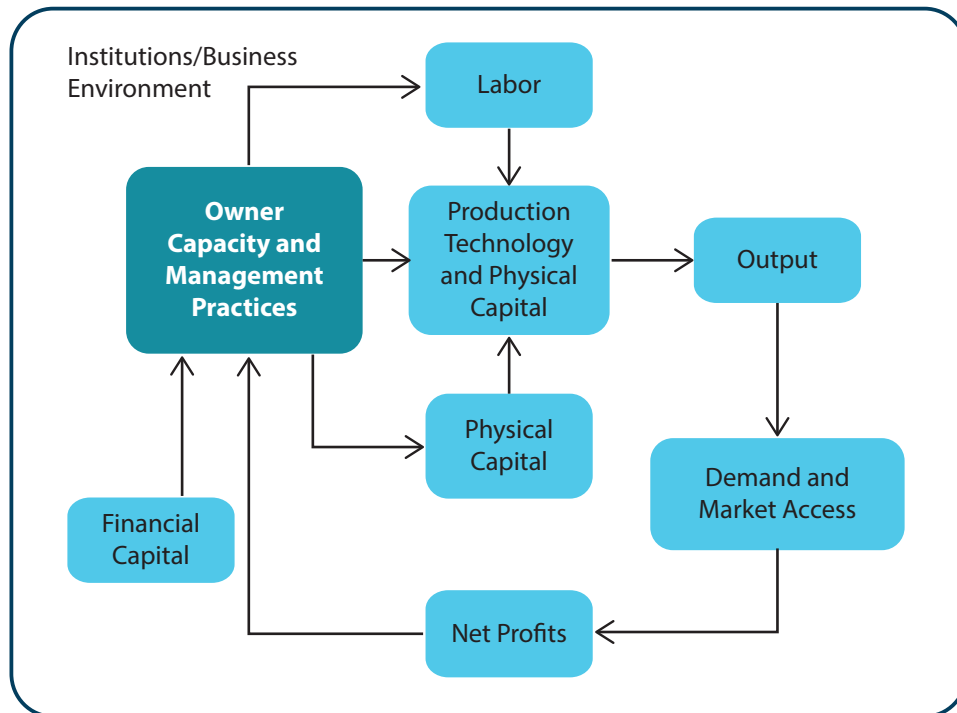 Institutions/Business
Environment
Labor
Owner
Capacity and
Management
Practices
Production
Technology
and Physical
Capital
Output
Physical
Capital
Demand and
Market Access
Financial
Capital
Net Profits